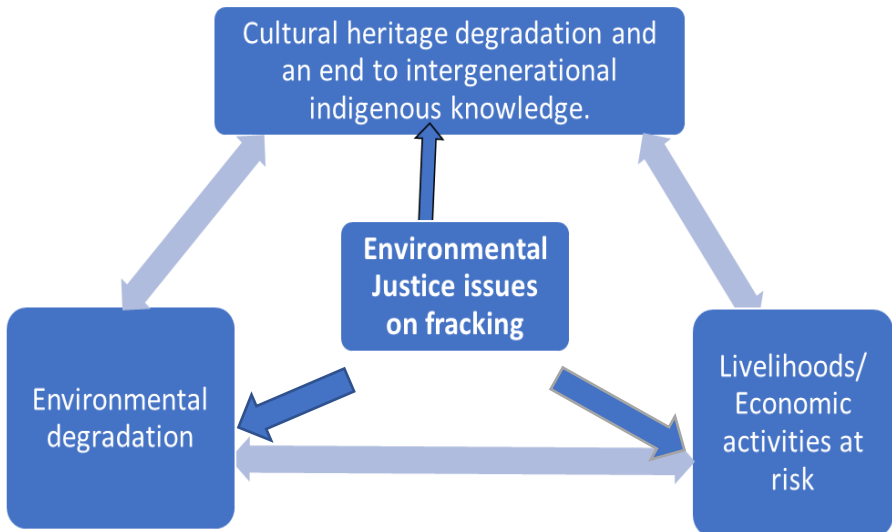 Cultural heritage degradation and
an end to intergenerational
indigenous knowledge.
Environmental
Justice issues
on fracking
Environmental
degradation
Livelihoods/
Economic
activities at
risk